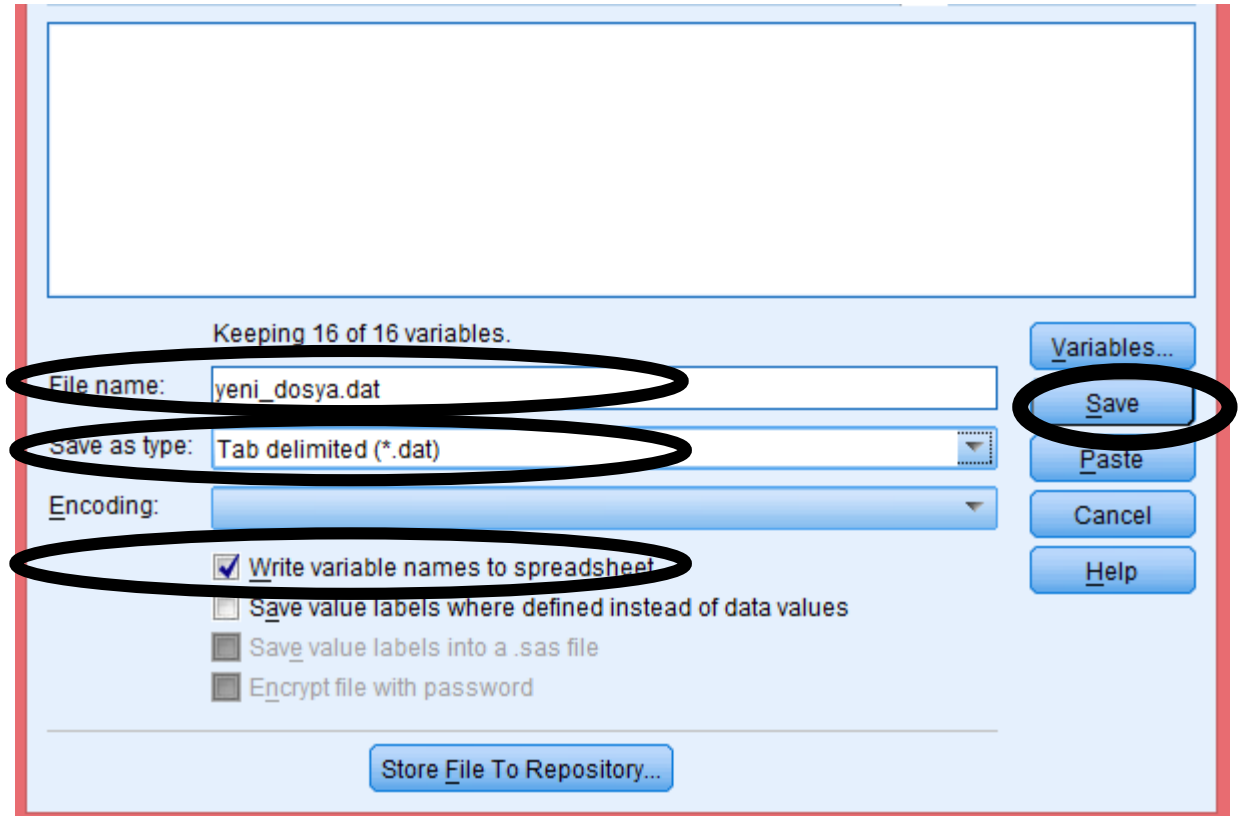 Keeping 16 of 16 variables.
Variables...
File name: yeni_dosya.dat
Save
Save as type: Tab delimited (*.dat)
Paste
Encoding:
Cancel
Write variable names to spreadsheet
Help
Save value labels where defined instead of data values
Save value labels into a .sas file
Encrypt file with password
Store File To Repository...